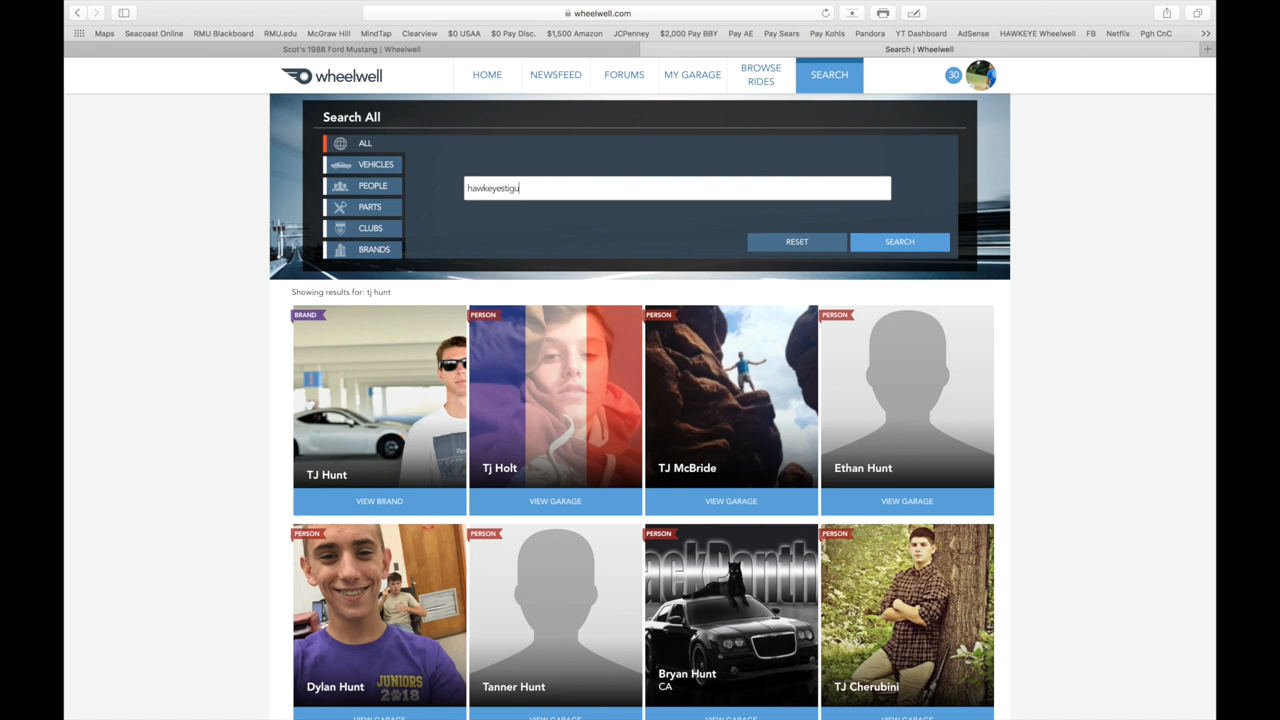 wheelwell.com
Maps Seacoast Online RMU Blackboard RMU.edu McGraw Hill MindTap Clearview $0 USAA $0 Pay Disc. $1,500 Amazon JCPenney $2,000 Pay BBY Pay AE Pay Sears Pay Kohls Pandora YT Dashboard AdSense HAWKEYE Wheelwell FB Netflix Pgh CnC
Scot's 1988 Ford Mustang | Wheelwell Search | Wheelwell
wheelwell HOME NEWSFEED FORUMS MY GARAGE BROWSE RIDES SEARCH 30
Search All
ALL
VEHICLES
PEOPLE
PARTS
CLUBS
BRANDS
hawkeyestigu
RESET SEARCH
Showing results for: tj hunt
BRAND PERSON PERSON PERSON
TJ Hunt Tj Holt TJ McBride Ethan Hunt
VIEW BRAND VIEW GARAGE VIEW GARAGE VIEW GARAGE
PERSON PERSON PERSON PERSON
ackPanth
JUNIORS
2018
Dylan Hunt Tanner Hunt Bryan Hunt TJ Cherubini
CA